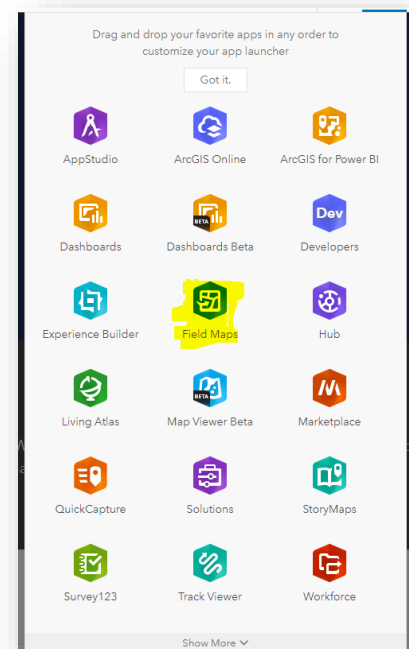 Drag and drop your favorite apps in any order to
customize your app launcher
Got it.
AppStudio
ArcGIS Online
ArcGIS for Power BI
Dashboards
BETA
Dashboards Beta
Dev
Developers
Experience Builder
Field Maps
Hub
Living Atlas
BETA
Map Viewer Beta
Marketplace
QuickCapture
Solutions
StoryMaps
Survey123
Track Viewer
Workforce
Show More